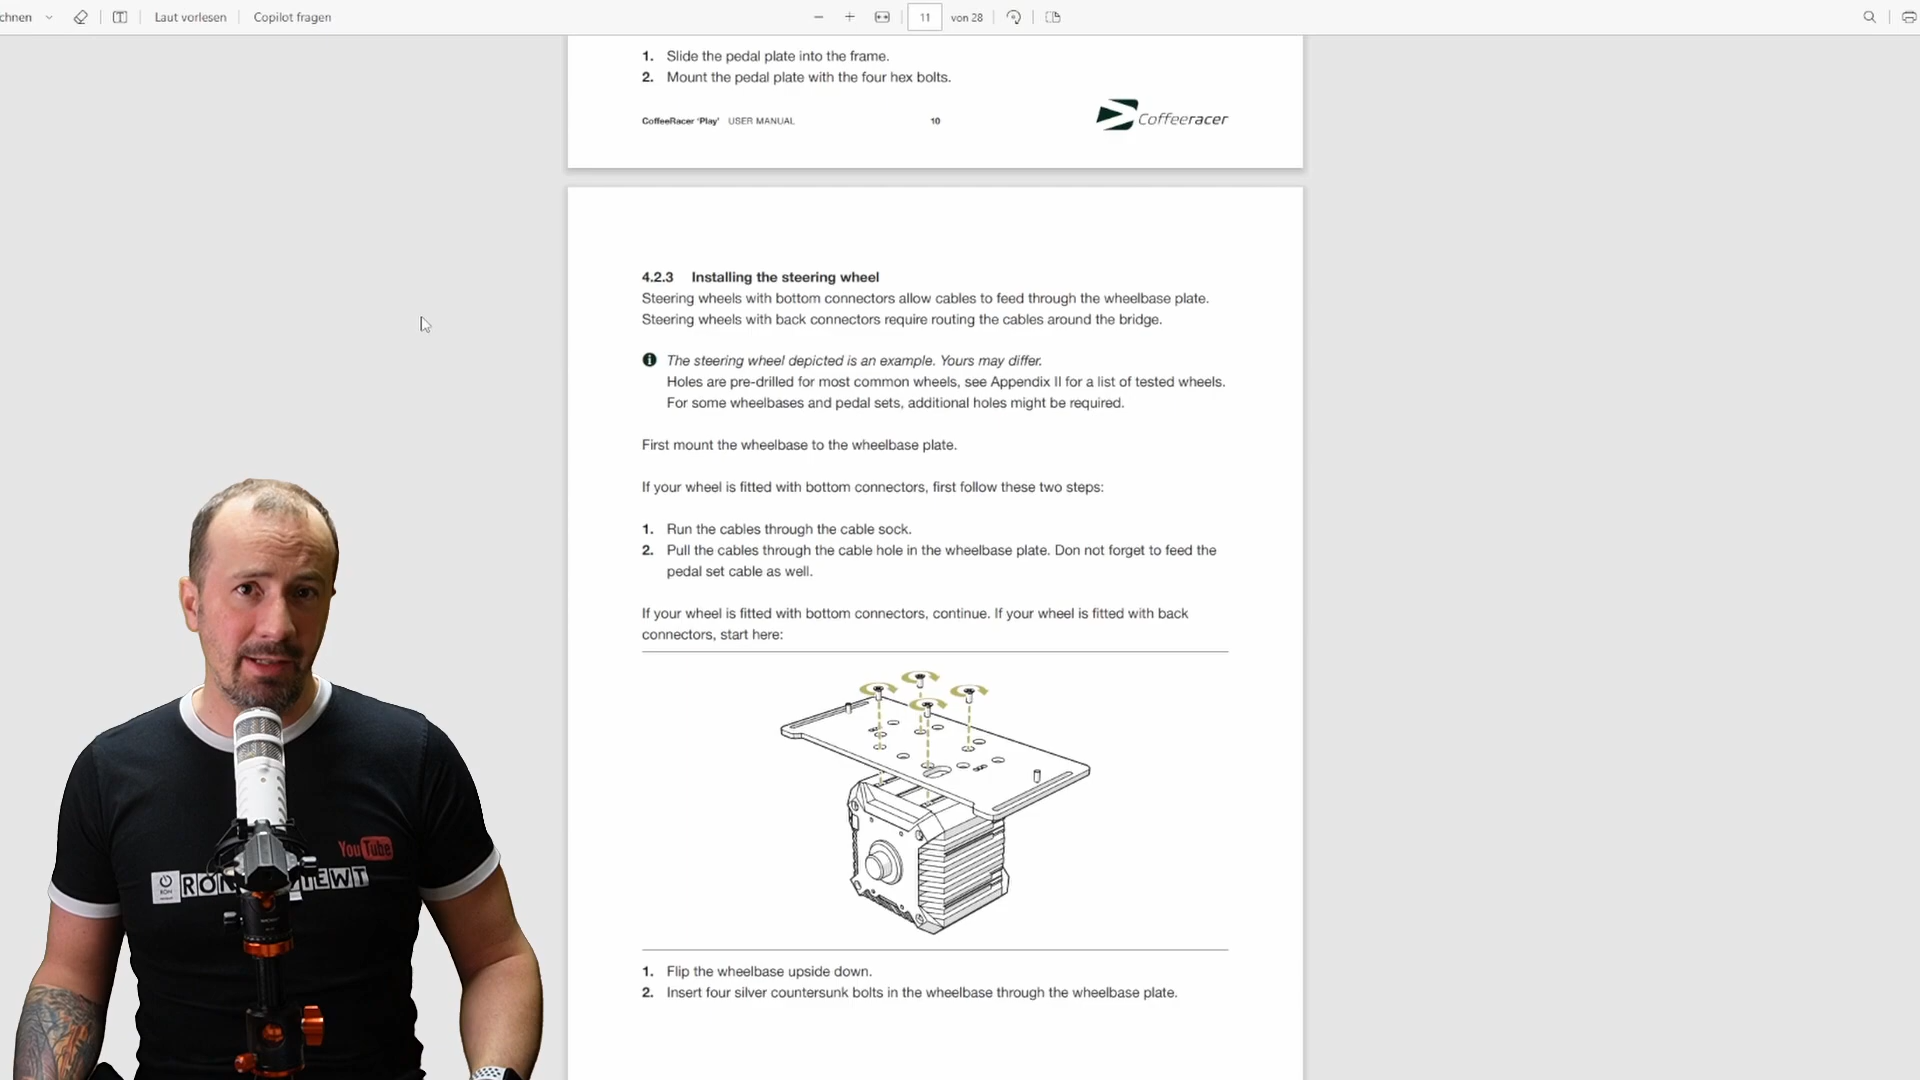 chnen
Laut vorlesen
Copilot fragen
11
von 28
1. Slide the pedal plate into the frame.
2. Mount the pedal plate with the four hex bolts.
CoffeeRacer 'Play' USER MANUAL
10
Coffeeracer
4.2.3 Installing the steering wheel
Steering wheels with bottom connectors allow cables to feed through the wheelbase plate.
Steering wheels with back connectors require routing the cables around the bridge.
The steering wheel depicted is an example. Yours may differ.
Holes are pre-drilled for most common wheels, see Appendix II for a list of tested wheels.
For some wheelbases and pedal sets, additional holes might be required.
First mount the wheelbase to the wheelbase plate.
If your wheel is fitted with bottom connectors, first follow these two steps:
1. Run the cables through the cable sock.
2. Pull the cables through the cable hole in the wheelbase plate. Don not forget to feed the
pedal set cable as well.
If your wheel is fitted with bottom connectors, continue. If your wheel is fitted with back
connectors, start here:
1. Flip the wheelbase upside down.
2. Insert four silver countersunk bolts in the wheelbase through the wheelbase plate.
YouTube